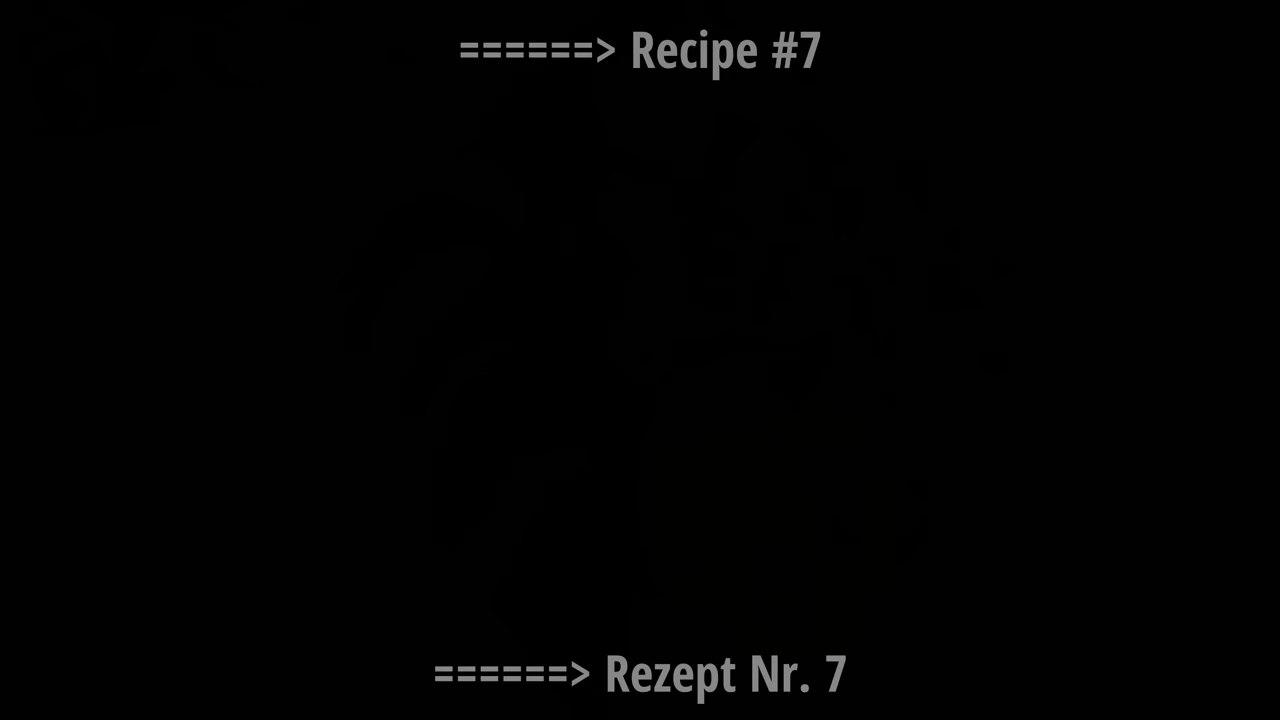 ======> Recipe #7
======> Rezept Nr. 7